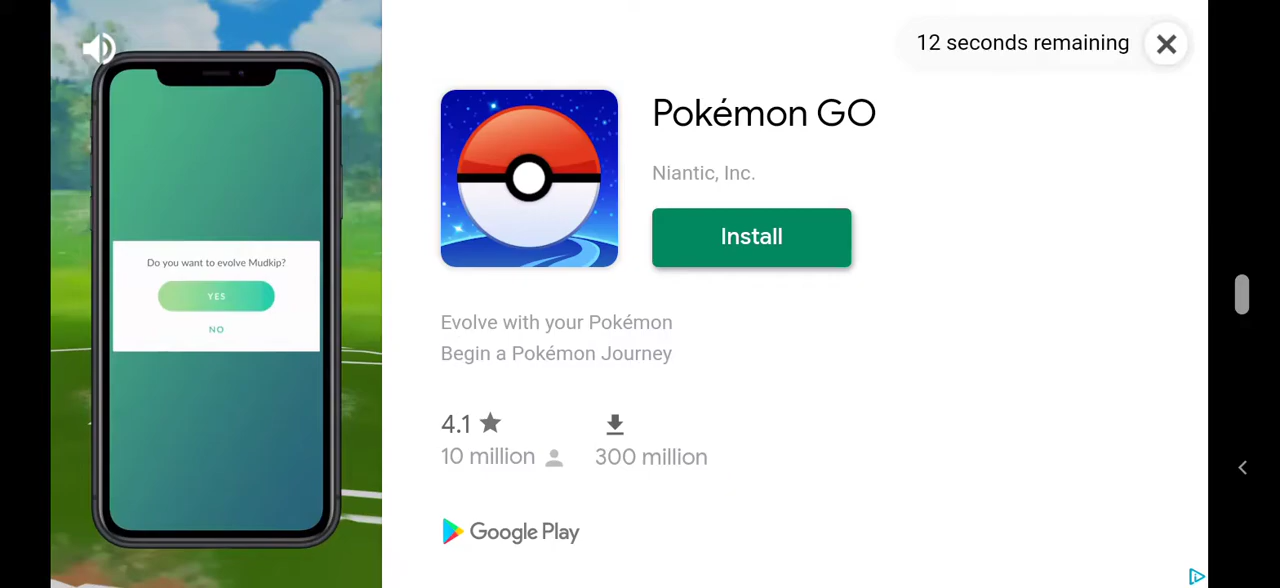 12 seconds remaining
Pokémon GO
Niantic, Inc.
Install
Do you want to evolve Mudkip?
YES
NO
Evolve with your Pokémon
Begin a Pokémon Journey
4.1
10 million
300 million
Google Play